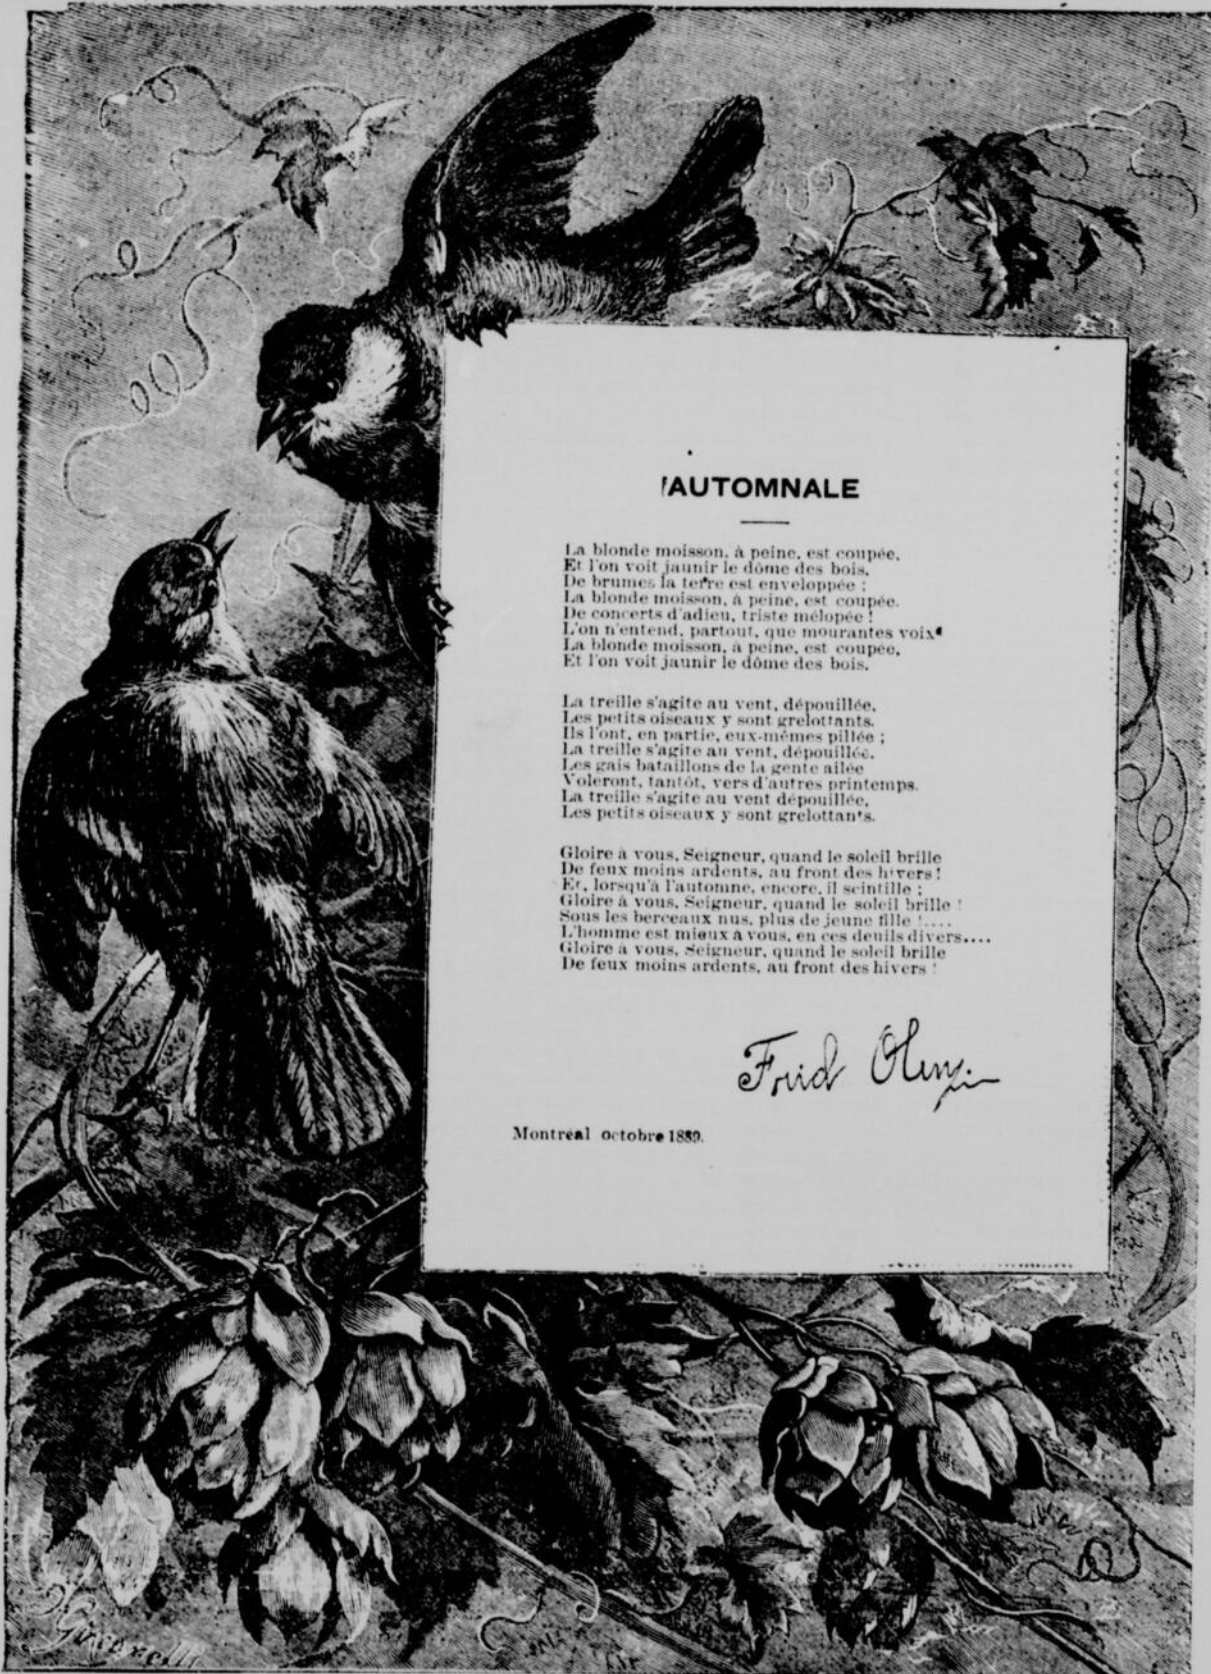 AUTOMNALE
La blonde moisson, à peine, est coupée,
Et l'on voit jaunir le dôme des bois,
De brumes la terre est enveloppée ;
La blonde moisson, à peine, est coupée.
De concerts d'adieu, triste mélopée !
L'on n'entend, partout, que mourantes voix
La blonde moisson, à peine, est coupée,
Et l'on voit jaunir le dôme des bois.
La treille s'agite au vent, dépouillée,
Les petits oiseaux y sont grelottants.
Ils l'ont, en partie, eux-mêmes pillée ;
La treille s'agite au vent, dépouillée.
Les gais bataillons de la gente ailée
Voleront, tantôt, vers d'autres printemps.
La treille s'agite au vent dépouillée,
Les petits oiseaux y sont grelottants.
Gloire à vous, Seigneur, quand le soleil brille
De feux moins ardents, au front des hivers !
Et, lorsqu'à l'automne, encore, il scintille ;
Gloire à vous, Seigneur, quand le soleil brille !
Sous les berceaux nus, plus de jeune fille !....
L'homme est mieux à vous, en ces deuils divers....
Gloire à vous, Seigneur, quand le soleil brille
De feux moins ardents, au front des hivers !
Montréal octobre 1889.
Giacomelli